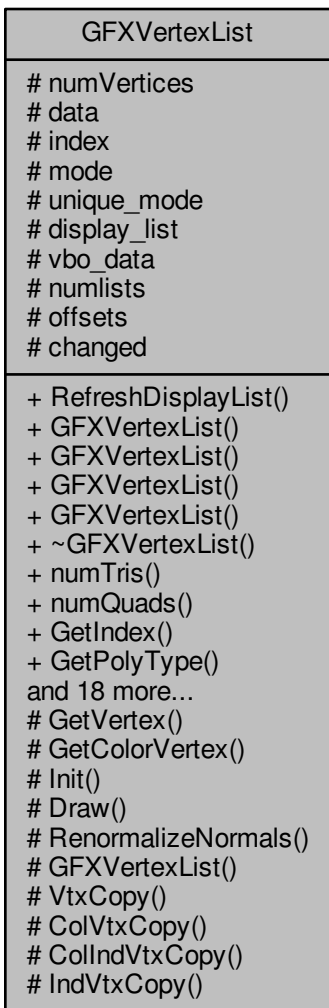 GFXVertexList
# numVertices
# data
# index
# mode
# unique_mode
# display_list
# vbo_data
# numlists
# offsets
# changed
+ RefreshDisplayList()
+ GFXVertexList()
+ GFXVertexList()
+ GFXVertexList()
+ GFXVertexList()
+ ~GFXVertexList()
+ numTris()
+ numQuads()
+ GetIndex()
+ GetPolyType()
and 18 more...
# GetVertex()
# GetColorVertex()
# Init()
# Draw()
# RenormalizeNormals()
# GFXVertexList()
# VtxCopy()
# ColVtxCopy()
# ColIndVtxCopy()
# IndVtxCopy()